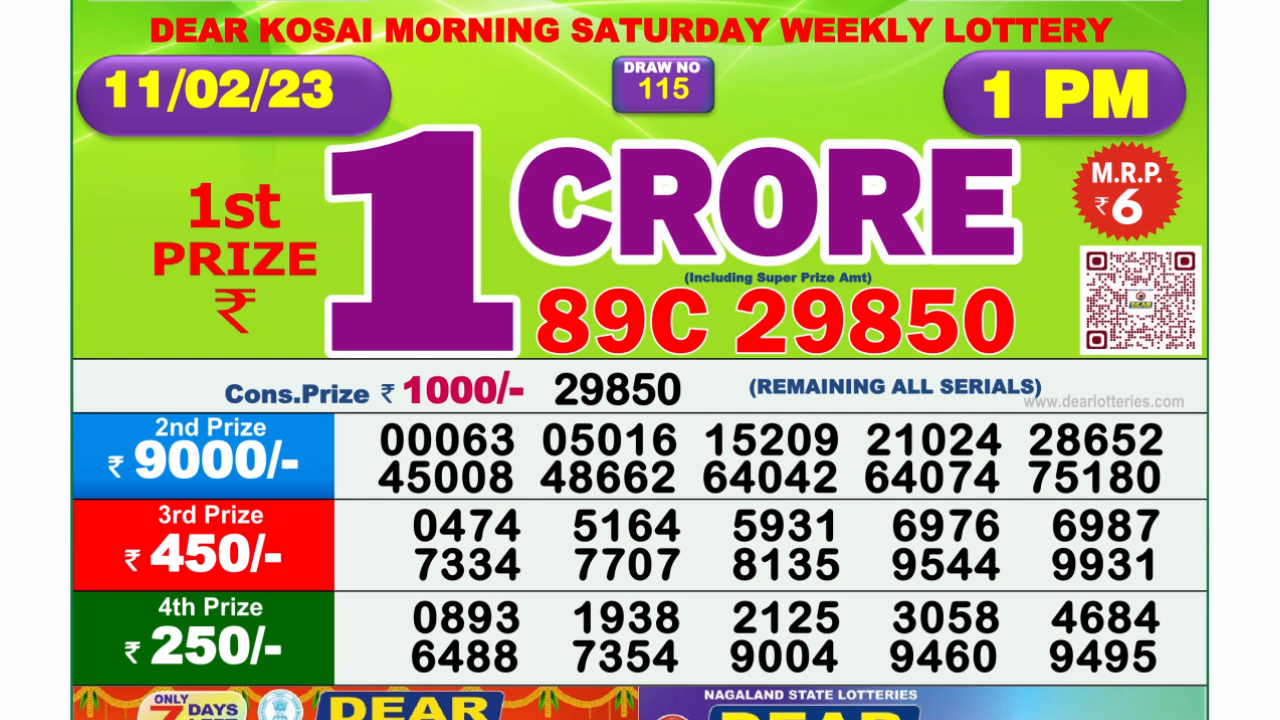 DEAR KOSAI MORNING SATURDAY WEEKLY LOTTERY
11/02/23
DRAW NO
115
1 PM
1st
PRIZE
₹
1 CRORE
(Including Super Prize Amt)
89C 29850
M.R.P.
₹ 6
DEAR
Cons.Prize ₹ 1000/- 29850 (REMAINING ALL SERIALS)
www.dearlotteries.com
2nd Prize
₹ 9000/-
00063 05016 15209 21024 28652
45008 48662 64042 64074 75180
3rd Prize
₹ 450/-
0474 5164 5931 6976 6987
7334 7707 8135 9544 9931
4th Prize
₹ 250/-
0893 1938 2125 3058 4684
6488 7354 9004 9460 9495
ONLY
7 DAYS
DEAR
NAGALAND STATE LOTTERIES
DEAR